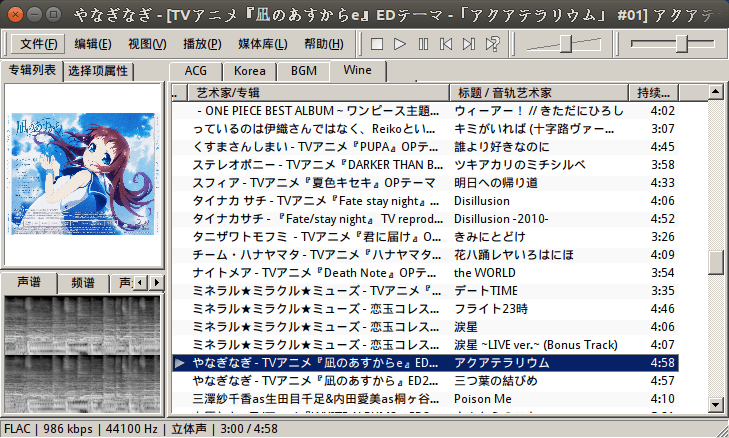 やなぎなぎ - [TVアニメ『凪のあすからe』EDテーマ -「アクアテラリウム」 #01] アクアテ
文件(F) 编辑(E) 视图(V) 播放(P) 媒体库(L) 帮助(H)
专辑列表 选择项属性
ACG Korea BGM Wine
.. 艺术家/专辑 标题 / 音轨艺术家 持续...
- ONE PIECE BEST ALBUM ~ ワンピース主題... ウィーアー！ // きただにひろし 4:02
っているのは伊織さんではなく、Reikoとい... キミがいれば (十字路ヴァー... 3:07
くすまさんしまい - TVアニメ『PUPA』OPテ... 誰より好きなのに 4:45
ステレオポニー - TVアニメ『DARKER THAN B... ツキアカリのミチシルベ 3:58
スフィア - TVアニメ『夏色キセキ』OPテーマ 明日への帰り道 4:33
タイナカ サチ - TVアニメ『Fate stay night』... Disillusion 4:06
タイナカサチ - 『Fate/stay night』 TV reprod... Disillusion -2010- 4:52
タニザワトモフミ - TVアニメ『君に届け』O... きみにとどけ 3:26
チーム・ハナヤマタ - TVアニメ『ハナヤマタ... 花ハ踊レヤいろはにほ 4:09
ナイトメア - TVアニメ『Death Note』OPテ... the WORLD 3:54
ミネラル★ミラクル★ミューズ - TVアニメ『... デートTIME 3:35
ミネラル★ミラクル★ミューズ - 恋玉コレス... フライト23時 4:46
ミネラル★ミラクル★ミューズ - 恋玉コレス... 涙星 4:06
ミネラル★ミラクル★ミューズ - 恋玉コレス... 涙星 ~LIVE ver.~ (Bonus Track) 4:07
やなぎなぎ - TVアニメ『凪のあすからe』ED... アクアテラリウム 4:58
やなぎなぎ - TVアニメ『凪のあすから』ED2... 三つ葉の結びめ 4:57
三澤紗千香as生田目千足&内田愛美as桐ヶ谷... Poison Me 4:10
声谱 频谱
FLAC | 986 kbps | 44100 Hz | 立体声 | 3:00 / 4:58